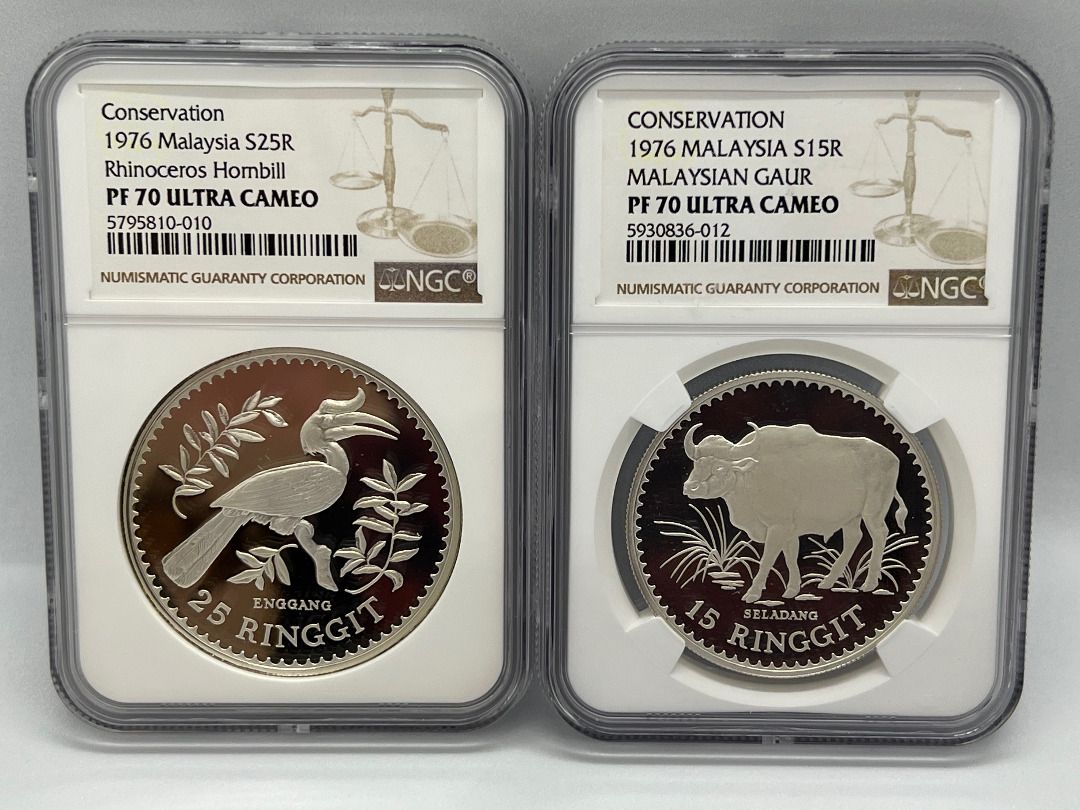 Conservation
1976 Malaysia S25R
Rhinoceros Hornbill
PF 70 ULTRA CAMEO
5795810-010
NUMISMATIC GUARANTY CORPORATION
NGC®
ENGGANG
25 RINGGIT
CONSERVATION
1976 MALAYSIA S15R
MALAYSIAN GAUR
PF 70 ULTRA CAMEO
5930836-012
NUMISMATIC GUARANTY CORPORATION
NGC
SELADANG
15 RINGGIT